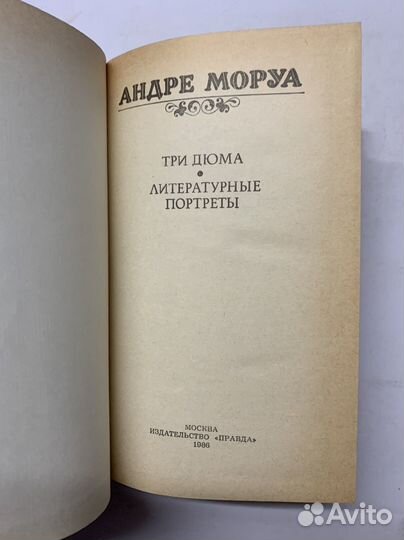 АНДРЕ МОРУА
ТРИ ДЮМА
•
ЛИТЕРАТУРНЫЕ
ПОРТРЕТЫ
МОСКВА
ИЗДАТЕЛЬСТВО «ПРАВДА»
1986
Avito